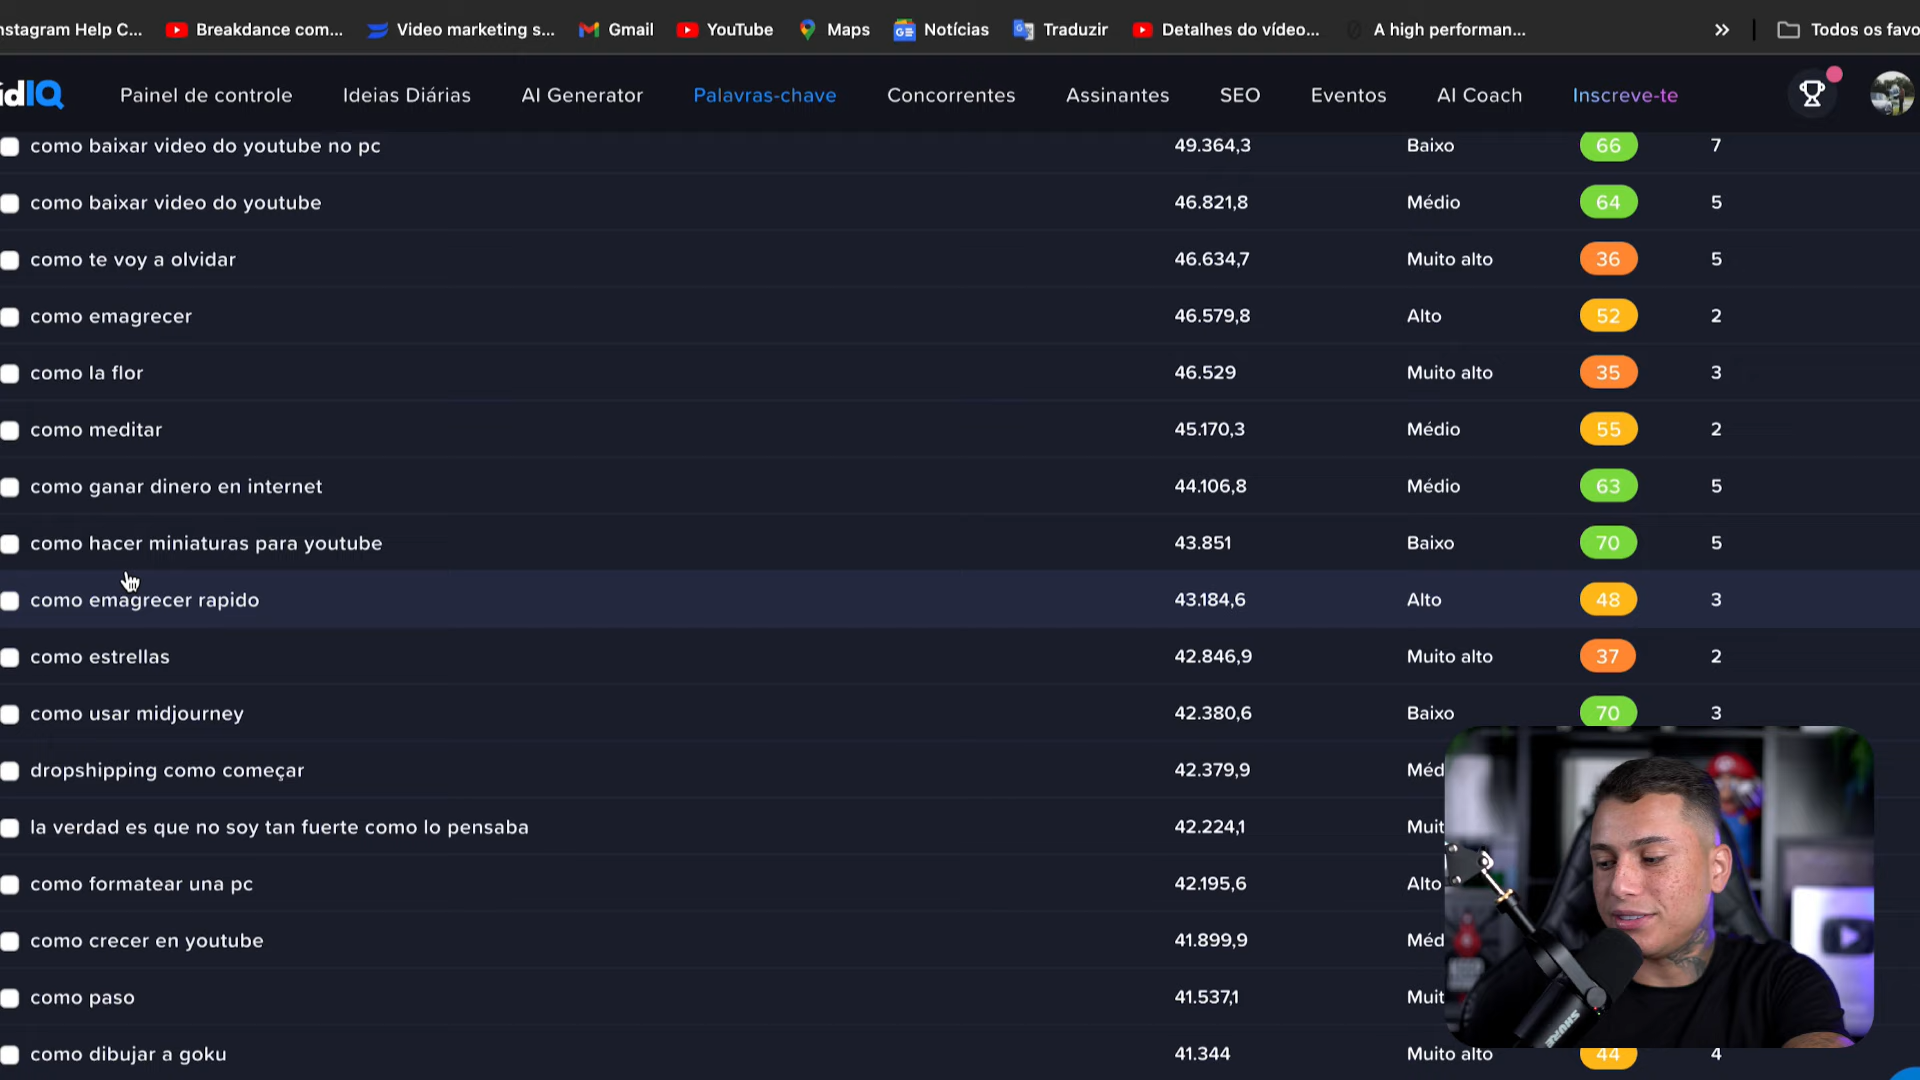 nstagram Help C... Breakdance com... Video marketing s... Gmail YouTube Maps Notícias Traduzir Detalhes do vídeo... A high performan... » Todos os favo
idIQ Painel de controle Ideias Diárias AI Generator Palavras-chave Concorrentes Assinantes SEO Eventos AI Coach Inscreve-te
como baixar video do youtube no pc 49.364,3 Baixo 66 7
como baixar video do youtube 46.821,8 Médio 64 5
como te voy a olvidar 46.634,7 Muito alto 36 5
como emagrecer 46.579,8 Alto 52 2
como la flor 46.529 Muito alto 35 3
como meditar 45.170,3 Médio 55 2
como ganar dinero en internet 44.106,8 Médio 63 5
como hacer miniaturas para youtube 43.851 Baixo 70 5
como emagrecer rapido 43.184,6 Alto 48 3
como estrellas 42.846,9 Muito alto 37 2
como usar midjourney 42.380,6 Baixo 70 3
dropshipping como começar 42.379,9 Méd
la verdad es que no soy tan fuerte como lo pensaba 42.224,1 Muit
como formatear una pc 42.195,6 Alto
como crecer en youtube 41.899,9 Méd
como paso 41.537,1 Muit
como dibujar a goku 41.344 Muito alto 44 4
SHURE